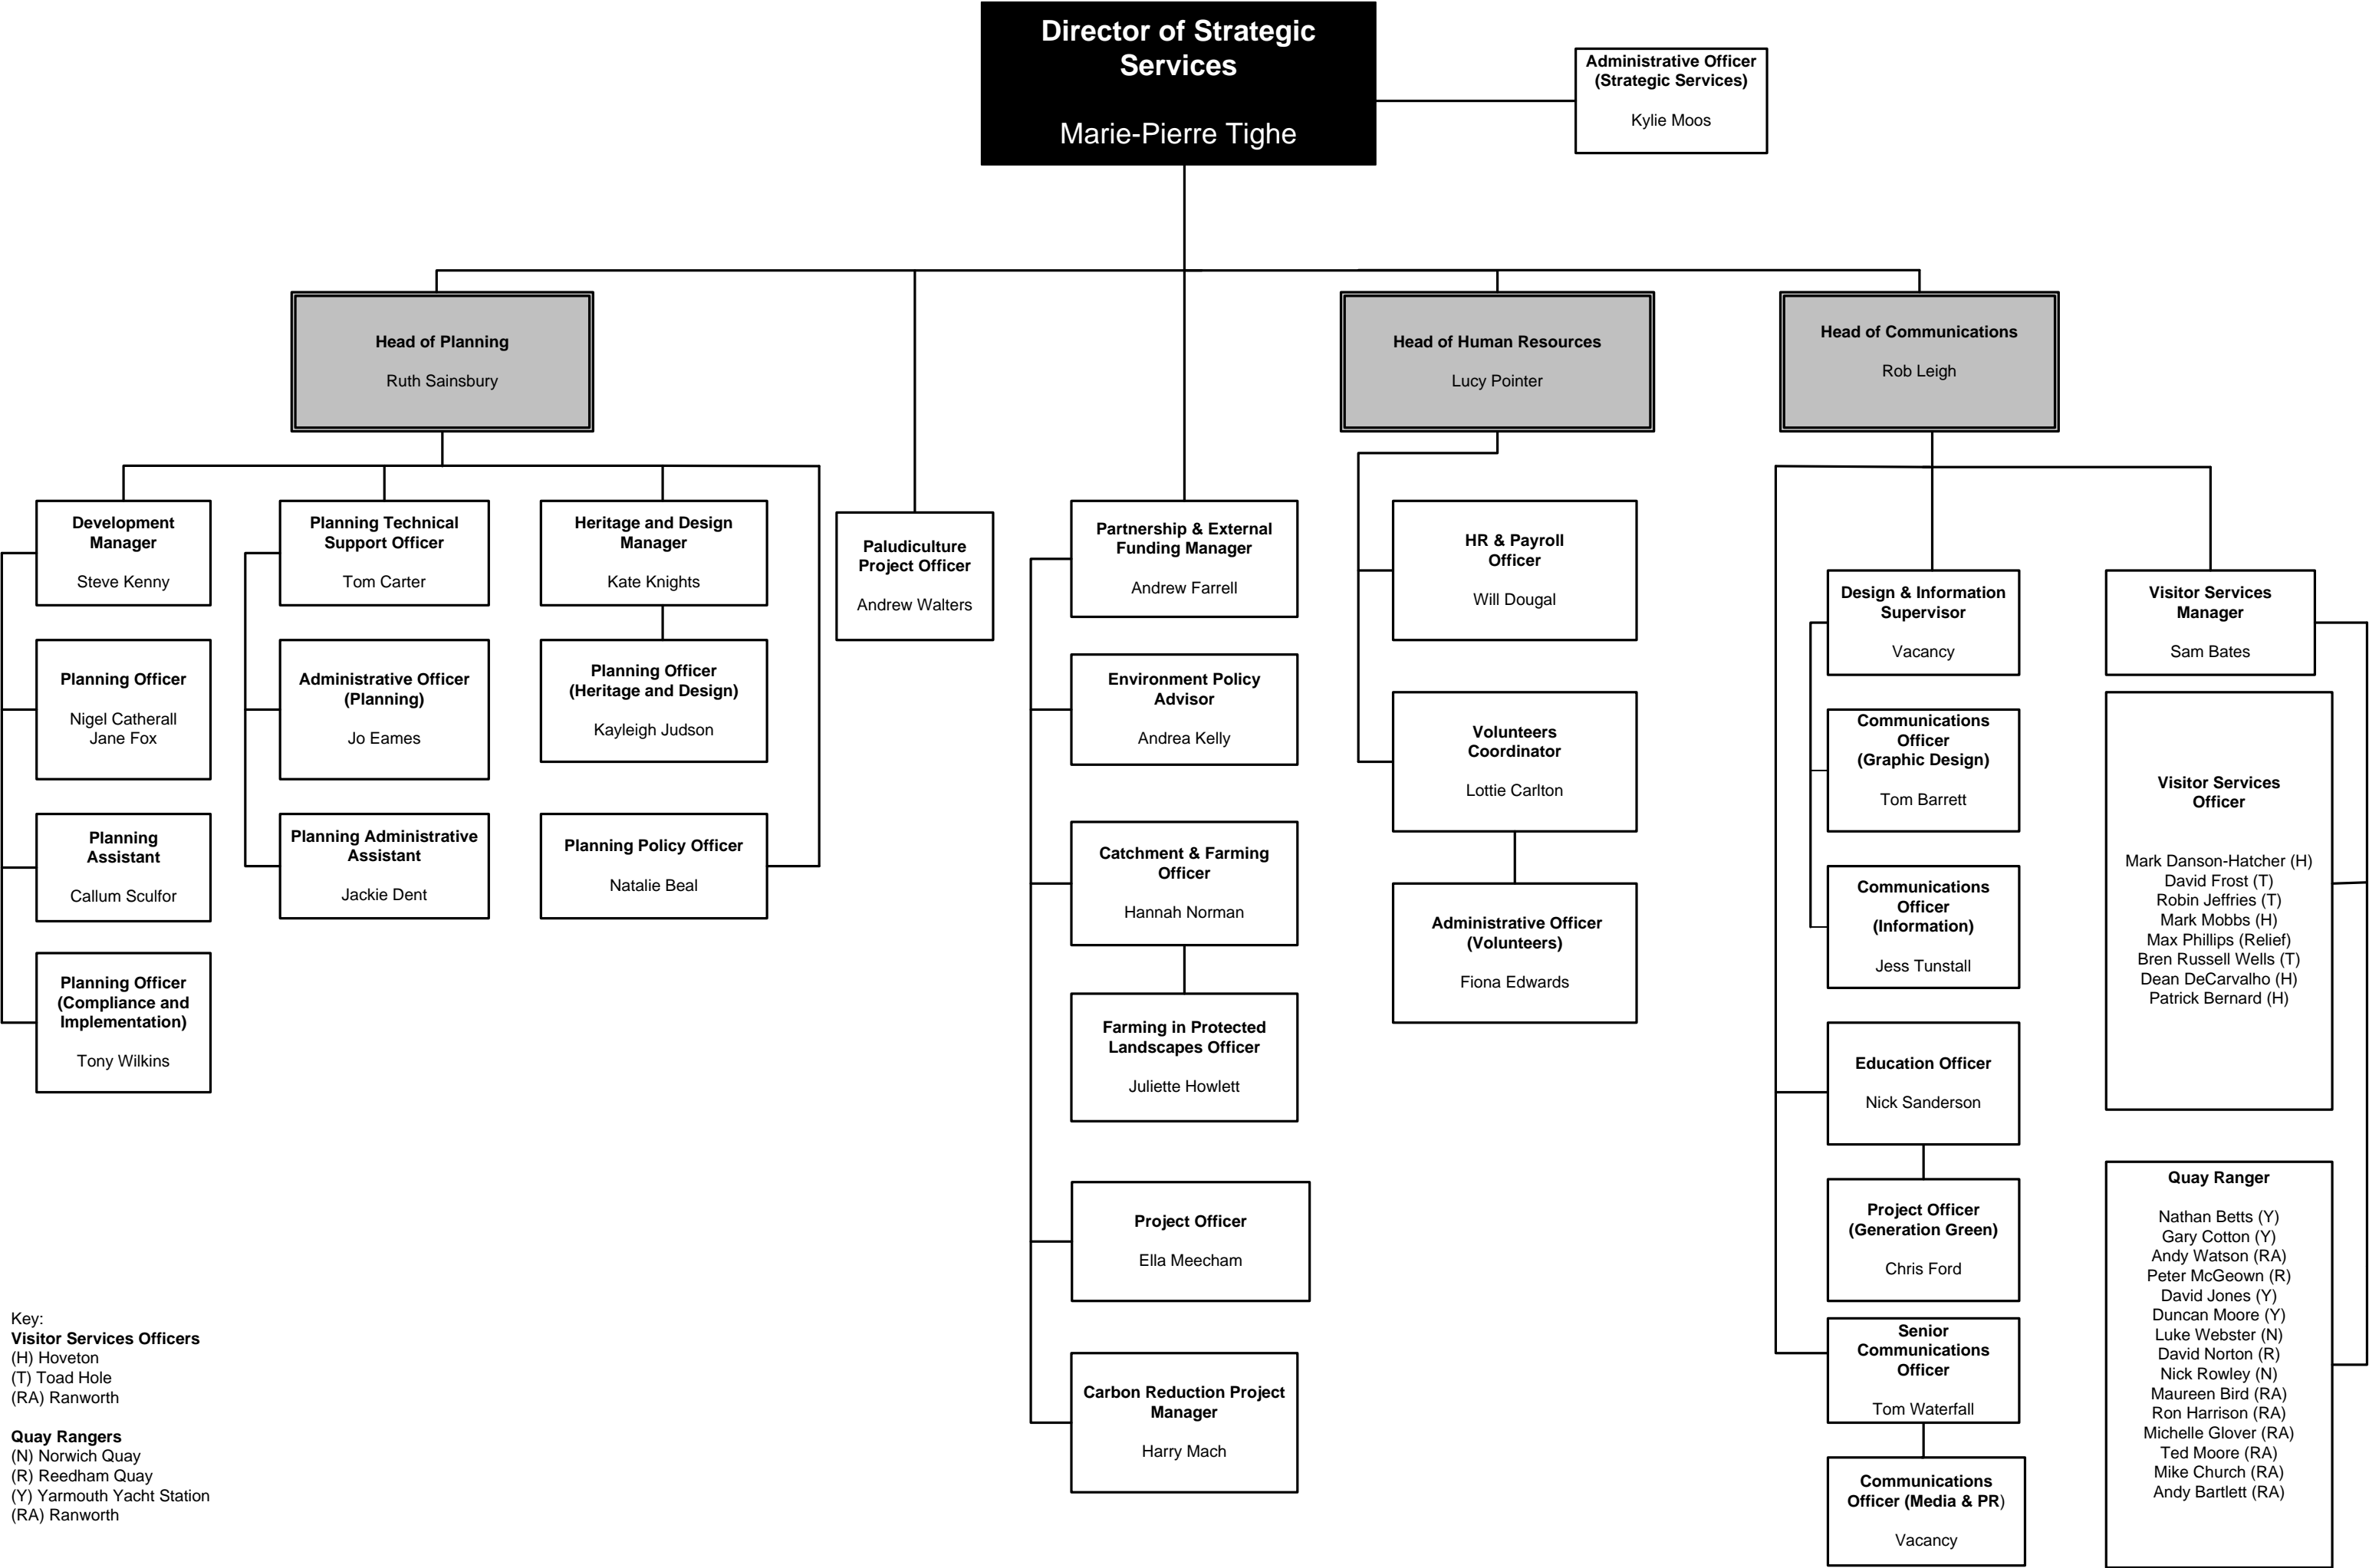 Director of Strategic
Services
Marie-Pierre Tighe
Administrative Officer
(Strategic Services)
Kylie Moos
Head of Planning
Ruth Sainsbury
Head of Human Resources
Lucy Pointer
Head of Communications
Rob Leigh
Development
Manager
Steve Kenny
Planning Officer
Nigel Catherall
Jane Fox
Planning
Assistant
Callum Sculfor
Planning Officer
(Compliance and
Implementation)
Tony Wilkins
Planning Technical
Support Officer
Tom Carter
Administrative Officer
(Planning)
Jo Eames
Planning Administrative
Assistant
Jackie Dent
Heritage and Design
Manager
Kate Knights
Planning Officer
(Heritage and Design)
Kayleigh Judson
Planning Policy Officer
Natalie Beal
Paludiculture
Project Officer
Andrew Walters
Partnership & External
Funding Manager
Andrew Farrell
Environment Policy
Advisor
Andrea Kelly
Catchment & Farming
Officer
Hannah Norman
Farming in Protected
Landscapes Officer
Juliette Howlett
Project Officer
Ella Meecham
Carbon Reduction Project
Manager
Harry Mach
HR & Payroll
Officer
Will Dougal
Volunteers
Coordinator
Lottie Carlton
Administrative Officer
(Volunteers)
Fiona Edwards
Design & Information
Supervisor
Vacancy
Communications
Officer
(Graphic Design)
Tom Barrett
Communications
Officer
(Information)
Jess Tunstall
Education Officer
Nick Sanderson
Project Officer
(Generation Green)
Chris Ford
Senior
Communications
Officer
Tom Waterfall
Communications
Officer (Media & PR)
Vacancy
Visitor Services
Manager
Sam Bates
Visitor Services
Officer
Mark Danson-Hatcher (H)
David Frost (T)
Robin Jeffries (T)
Mark Mobbs (H)
Max Phillips (Relief)
Bren Russell Wells (T)
Dean DeCarvalho (H)
Patrick Bernard (H)
Quay Ranger
Nathan Betts (Y)
Gary Cotton (Y)
Andy Watson (RA)
Peter McGeown (R)
David Jones (Y)
Duncan Moore (Y)
Luke Webster (N)
David Norton (R)
Nick Rowley (N)
Maureen Bird (RA)
Ron Harrison (RA)
Michelle Glover (RA)
Ted Moore (RA)
Mike Church (RA)
Andy Bartlett (RA)
Key:
Visitor Services Officers
(H) Hoveton
(T) Toad Hole
(RA) Ranworth
Quay Rangers
(N) Norwich Quay
(R) Reedham Quay
(Y) Yarmouth Yacht Station
(RA) Ranworth